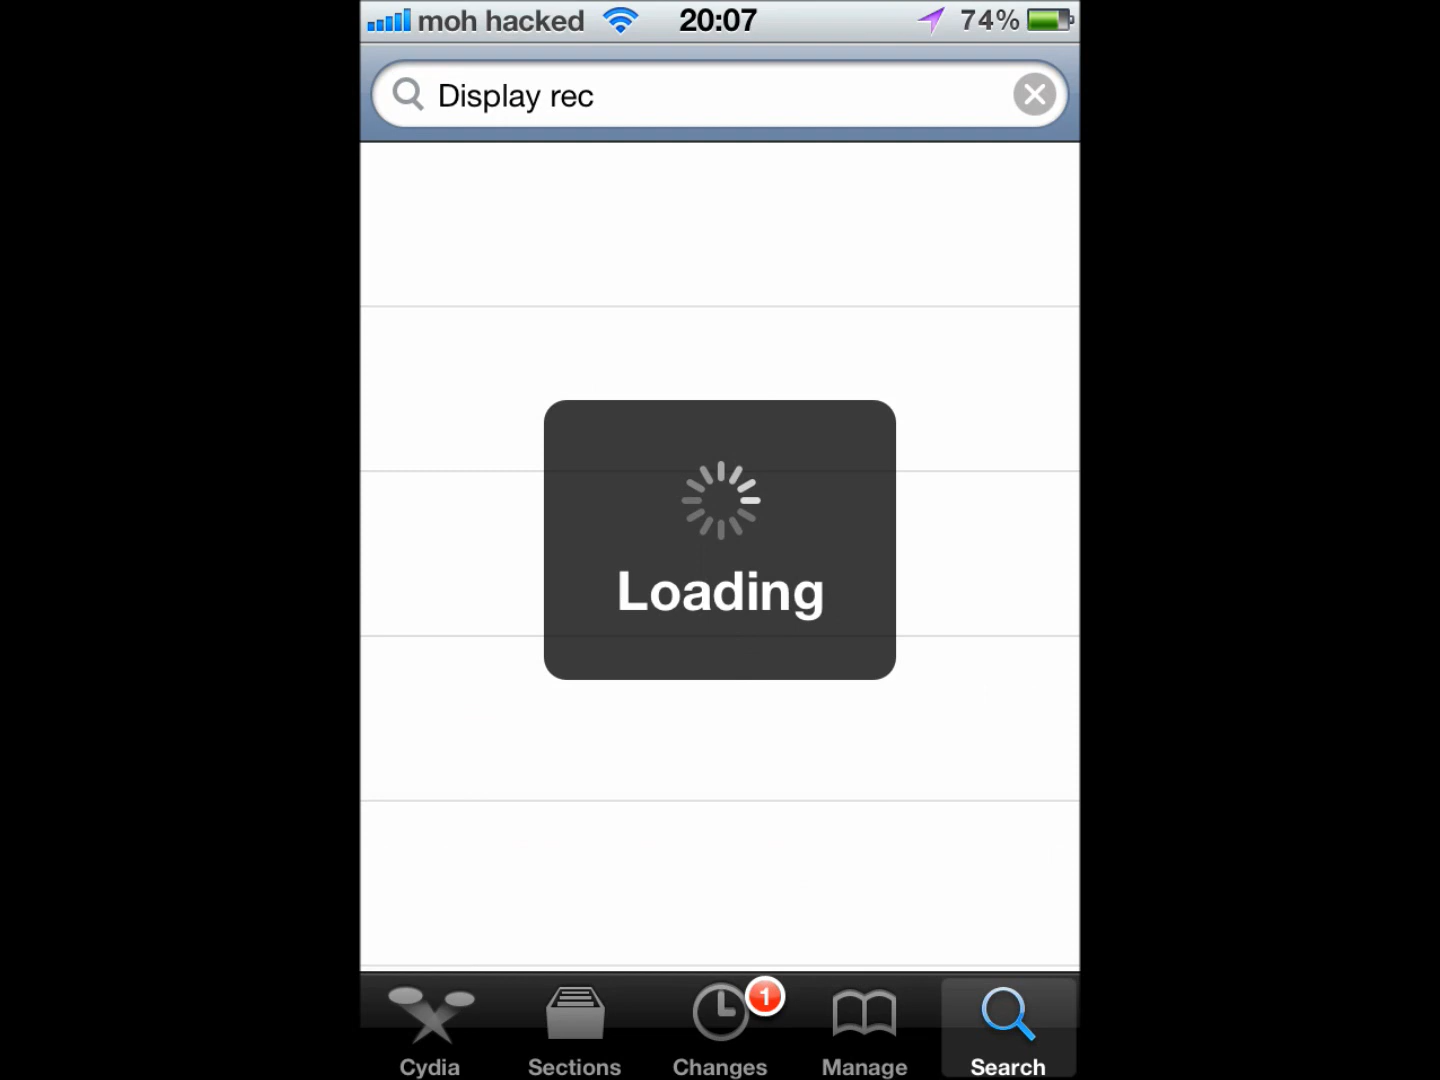 moh hacked 20:07 74%
Display rec
Loading
1
Cydia Sections Changes Manage Search